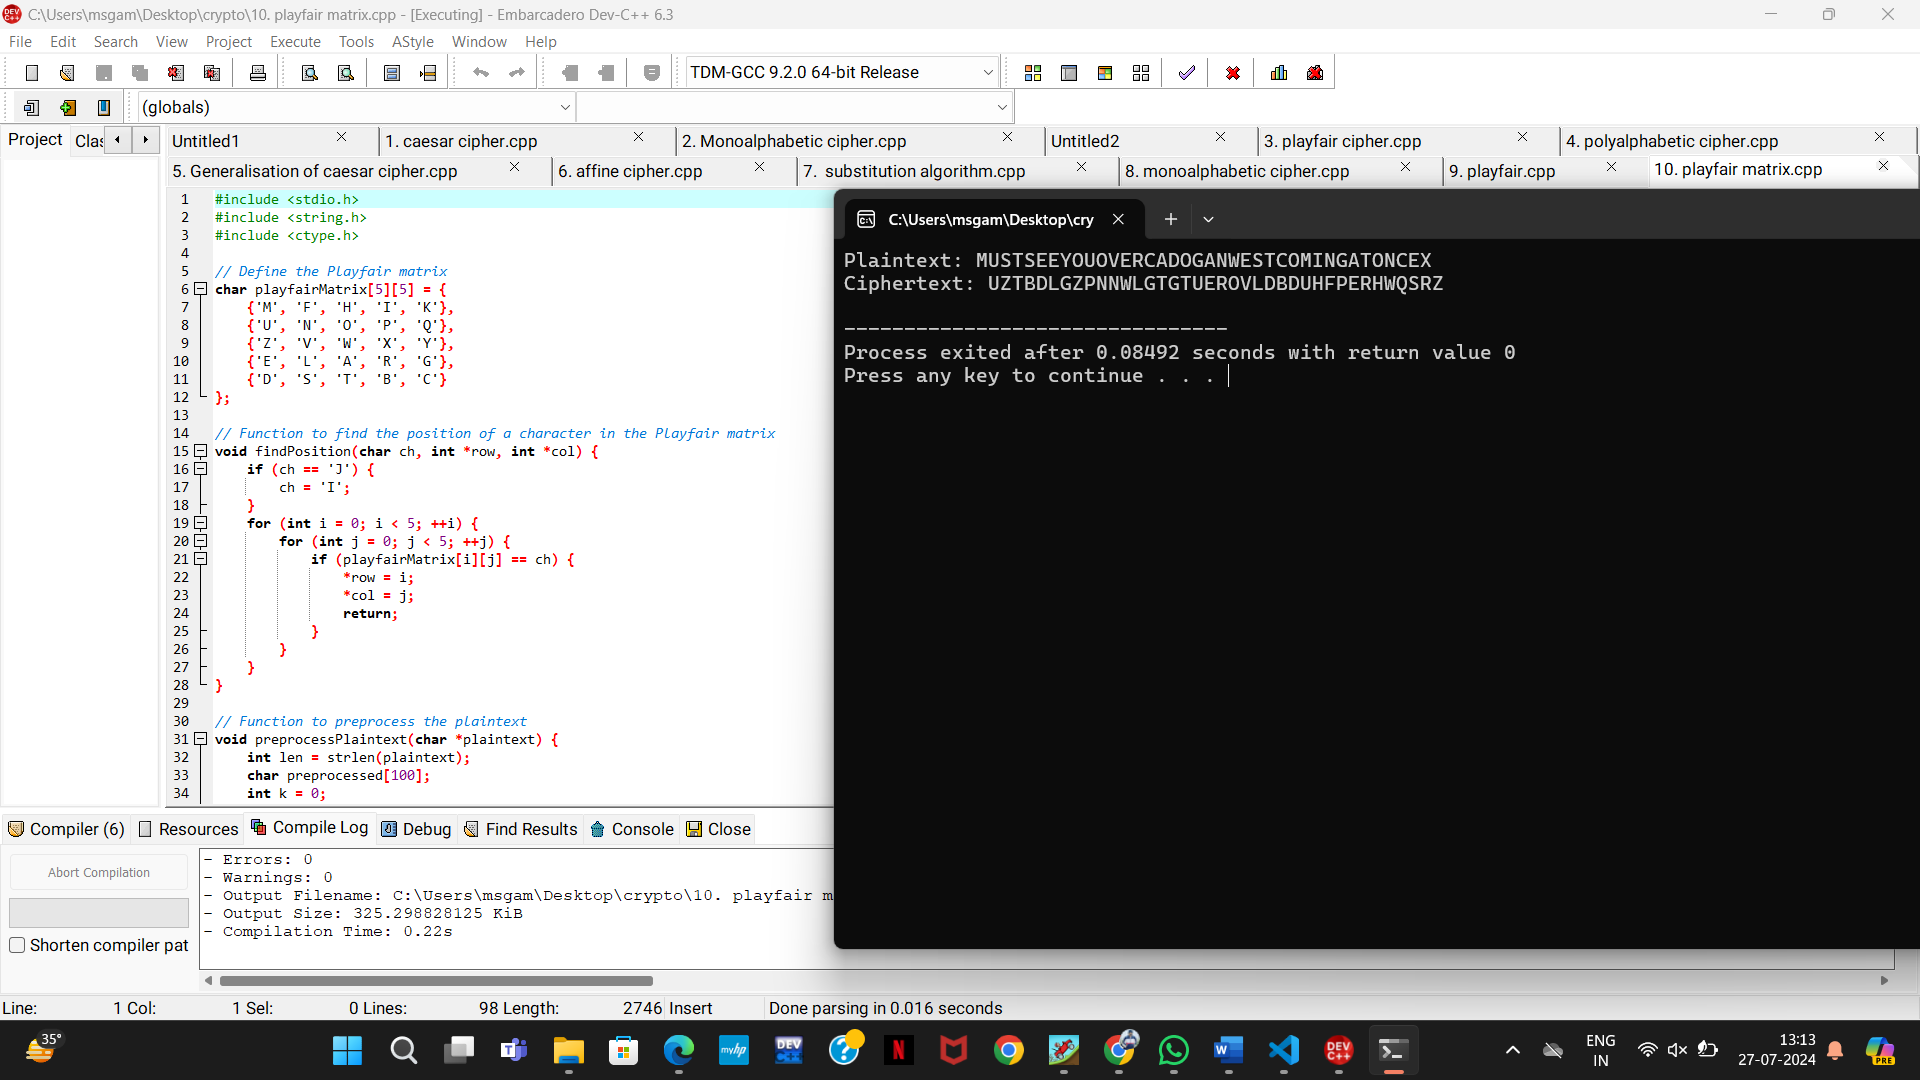 C:\Users\msgam\Desktop\crypto\10. playfair matrix.cpp - [Executing] - Embarcadero Dev-C++ 6.3
File Edit Search View Project Execute Tools AStyle Window Help
TDM-GCC 9.2.0 64-bit Release
(globals)
Project Clas
Untitled1 1. caesar cipher.cpp 2. Monoalphabetic cipher.cpp Untitled2 3. playfair cipher.cpp 4. polyalphabetic cipher.cpp
5. Generalisation of caesar cipher.cpp 6. affine cipher.cpp 7. substitution algorithm.cpp 8. monoalphabetic cipher.cpp 9. playfair.cpp 10. playfair matrix.cpp
1 #include <stdio.h>
2 #include <string.h>
3 #include <ctype.h>
4
5 // Define the Playfair matrix
6 char playfairMatrix[5][5] = {
7 {'M', 'F', 'H', 'I', 'K'},
8 {'U', 'N', 'O', 'P', 'Q'},
9 {'Z', 'V', 'W', 'X', 'Y'},
10 {'E', 'L', 'A', 'R', 'G'},
11 {'D', 'S', 'T', 'B', 'C'}
12 };
13
14 // Function to find the position of a character in the Playfair matrix
15 void findPosition(char ch, int *row, int *col) {
16 if (ch == 'J') {
17 ch = 'I';
18 }
19 for (int i = 0; i < 5; ++i) {
20 for (int j = 0; j < 5; ++j) {
21 if (playfairMatrix[i][j] == ch) {
22 *row = i;
23 *col = j;
24 return;
25 }
26 }
27 }
28 }
29
30 // Function to preprocess the plaintext
31 void preprocessPlaintext(char *plaintext) {
32 int len = strlen(plaintext);
33 char preprocessed[100];
34 int k = 0;
C:\Users\msgam\Desktop\cry
Plaintext: MUSTSEEYOUOVERCADOGANWESTCOMINGATONCEX
Ciphertext: UZTBDLGZPNNWLGTGTUEROVLDBDUHFPERHWQSRZ
--------------------------------
Process exited after 0.08492 seconds with return value 0
Press any key to continue . . .
Compiler (6) Resources Compile Log Debug Find Results Console Close
Abort Compilation
Shorten compiler pat
- Errors: 0
- Warnings: 0
- Output Filename: C:\Users\msgam\Desktop\crypto\10. playfair m
- Output Size: 325.298828125 KiB
- Compilation Time: 0.22s
Line: 1 Col: 1 Sel: 0 Lines: 98 Length: 2746 Insert Done parsing in 0.016 seconds
35°
myhp
DEV C++
N
DEV C++
ENG
IN
13:13
27-07-2024
PRE